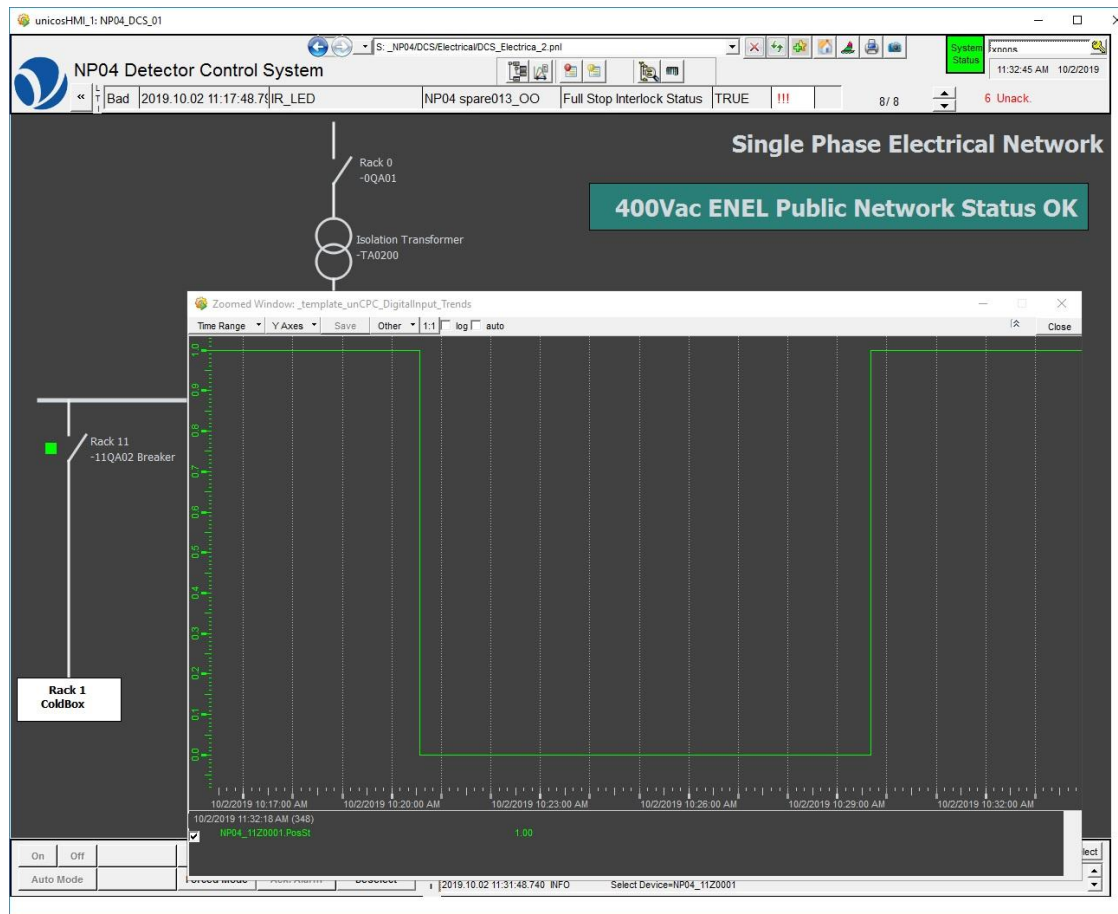 unicosHMI_1: NP04_DCS_01
S: _NP04/DCS/Electrical/DCS_Electrica_2.pnl
NP04 Detector Control System
System Status
11:32:45 AM 10/2/2019
« L T I Bad 2019.10.02 11:17:48.79 IR_LED NP04 spare013_OO Full Stop Interlock Status TRUE !!! 8/ 8 6 Unack.
Single Phase Electrical Network
Rack 0
-0QA01
400Vac ENEL Public Network Status OK
Isolation Transformer
-TA0200
Zoomed Window: _template_unCPC_DigitalInput_Trends
Time Range Y Axes Save Other 1:1 log auto Close
1.0
0.9
0.8
0.7
0.6
0.5
0.4
0.3
0.2
0.1
0.0
Rack 11
-11QA02 Breaker
Rack 1
ColdBox
10/2/2019 10:17:00 AM 10/2/2019 10:20:00 AM 10/2/2019 10:23:00 AM 10/2/2019 10:26:00 AM 10/2/2019 10:29:00 AM 10/2/2019 10:32:00 AM
10/2/2019 11:32:18 AM (348)
NP04_11Z0001.PosSt 1.00
On Off
Auto Mode Forced Mode Ack. Alarm Deselect 2019.10.02 11:31:48.740 INFO Select Device=NP04_11Z0001